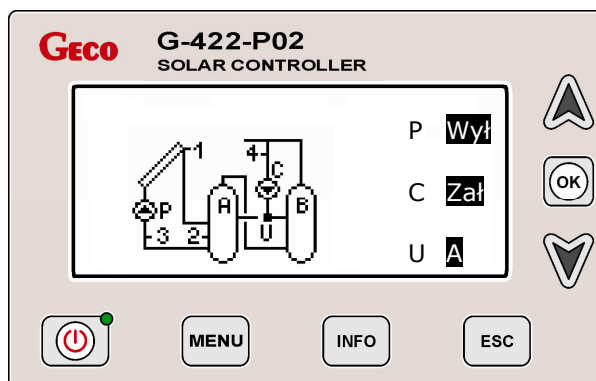 GECO
G-422-P02
SOLAR CONTROLLER
P Wył
C Zał
U A
1
4
C
P
A
B
3
2
U
OK
MENU
INFO
ESC